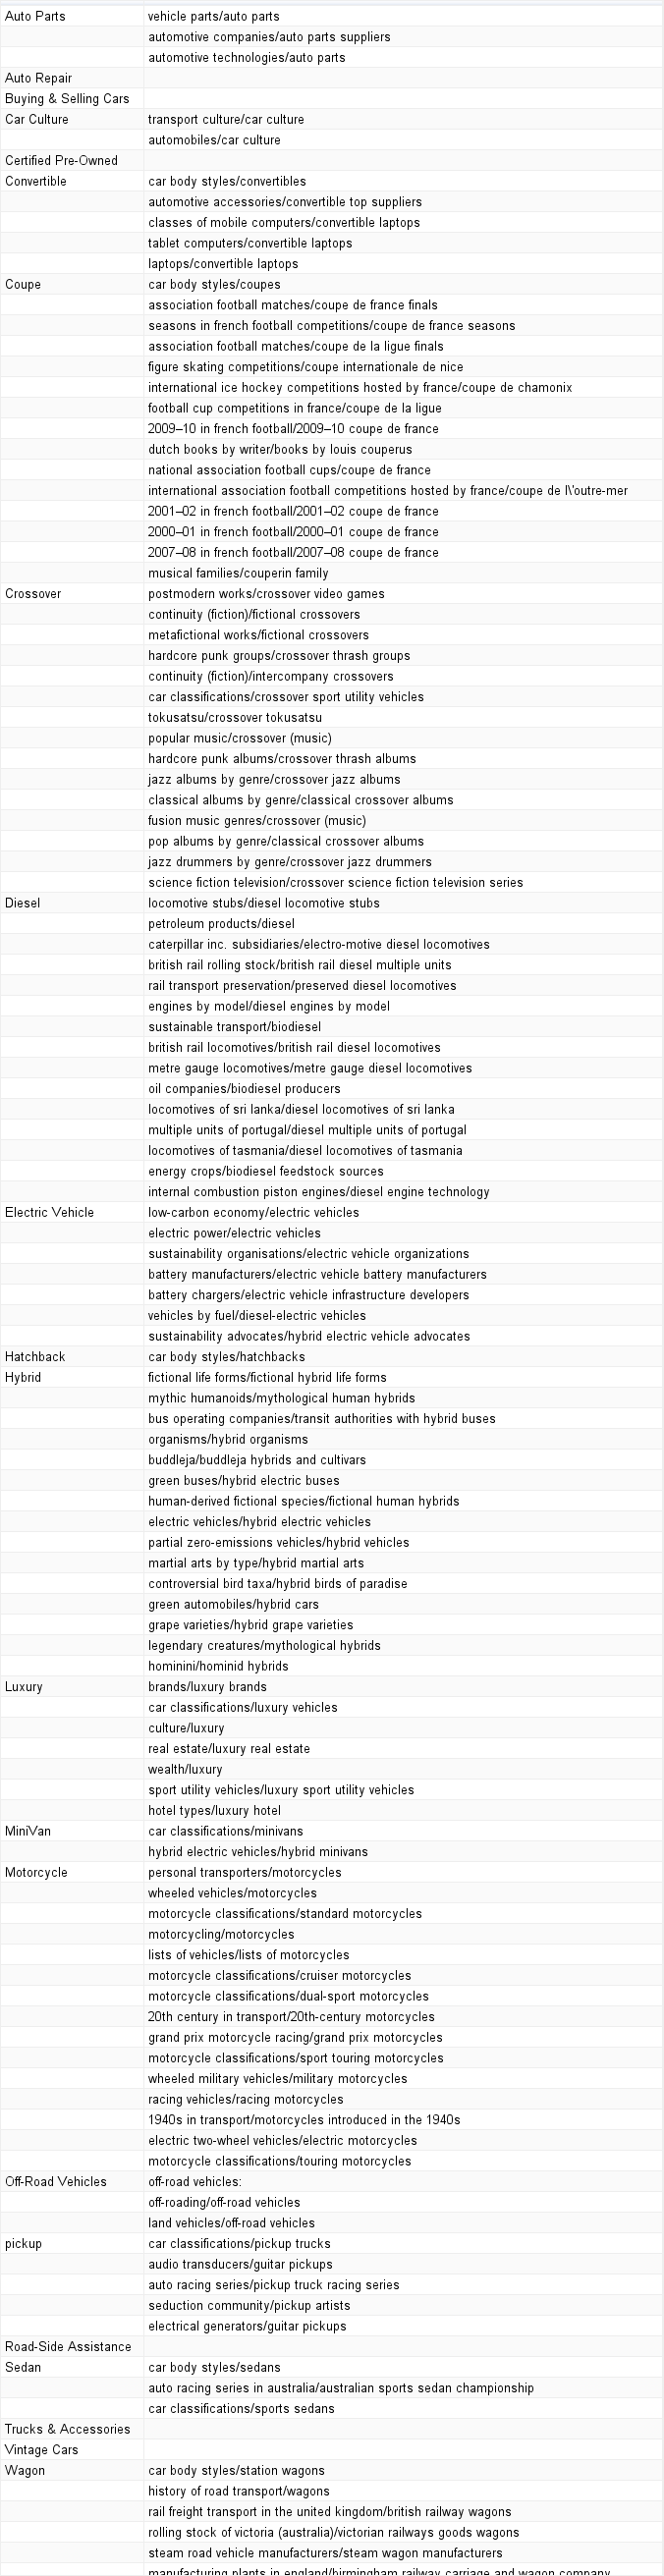 Auto Parts vehicle parts/auto parts
automotive companies/auto parts suppliers
automotive technologies/auto parts
Auto Repair
Buying & Selling Cars
Car Culture transport culture/car culture
automobiles/car culture
Certified Pre-Owned
Convertible car body styles/convertibles
automotive accessories/convertible top suppliers
classes of mobile computers/convertible laptops
tablet computers/convertible laptops
laptops/convertible laptops
Coupe car body styles/coupes
association football matches/coupe de france finals
seasons in french football competitions/coupe de france seasons
association football matches/coupe de la ligue finals
figure skating competitions/coupe internationale de nice
international ice hockey competitions hosted by france/coupe de chamonix
football cup competitions in france/coupe de la ligue
2009–10 in french football/2009–10 coupe de france
dutch books by writer/books by louis couperus
national association football cups/coupe de france
international association football competitions hosted by france/coupe de l\'outre-mer
2001–02 in french football/2001–02 coupe de france
2000–01 in french football/2000–01 coupe de france
2007–08 in french football/2007–08 coupe de france
musical families/couperin family
Crossover postmodern works/crossover video games
continuity (fiction)/fictional crossovers
metafictional works/fictional crossovers
hardcore punk groups/crossover thrash groups
continuity (fiction)/intercompany crossovers
car classifications/crossover sport utility vehicles
tokusatsu/crossover tokusatsu
popular music/crossover (music)
hardcore punk albums/crossover thrash albums
jazz albums by genre/crossover jazz albums
classical albums by genre/classical crossover albums
fusion music genres/crossover (music)
pop albums by genre/classical crossover albums
jazz drummers by genre/crossover jazz drummers
science fiction television/crossover science fiction television series
Diesel locomotive stubs/diesel locomotive stubs
petroleum products/diesel
caterpillar inc. subsidiaries/electro-motive diesel locomotives
british rail rolling stock/british rail diesel multiple units
rail transport preservation/preserved diesel locomotives
engines by model/diesel engines by model
sustainable transport/biodiesel
british rail locomotives/british rail diesel locomotives
metre gauge locomotives/metre gauge diesel locomotives
oil companies/biodiesel producers
locomotives of sri lanka/diesel locomotives of sri lanka
multiple units of portugal/diesel multiple units of portugal
locomotives of tasmania/diesel locomotives of tasmania
energy crops/biodiesel feedstock sources
internal combustion piston engines/diesel engine technology
Electric Vehicle low-carbon economy/electric vehicles
electric power/electric vehicles
sustainability organisations/electric vehicle organizations
battery manufacturers/electric vehicle battery manufacturers
battery chargers/electric vehicle infrastructure developers
vehicles by fuel/diesel-electric vehicles
sustainability advocates/hybrid electric vehicle advocates
Hatchback car body styles/hatchbacks
Hybrid fictional life forms/fictional hybrid life forms
mythic humanoids/mythological human hybrids
bus operating companies/transit authorities with hybrid buses
organisms/hybrid organisms
buddleja/buddleja hybrids and cultivars
green buses/hybrid electric buses
human-derived fictional species/fictional human hybrids
electric vehicles/hybrid electric vehicles
partial zero-emissions vehicles/hybrid vehicles
martial arts by type/hybrid martial arts
controversial bird taxa/hybrid birds of paradise
green automobiles/hybrid cars
grape varieties/hybrid grape varieties
legendary creatures/mythological hybrids
hominini/hominid hybrids
Luxury brands/luxury brands
car classifications/luxury vehicles
culture/luxury
real estate/luxury real estate
wealth/luxury
sport utility vehicles/luxury sport utility vehicles
hotel types/luxury hotel
MiniVan car classifications/minivans
hybrid electric vehicles/hybrid minivans
Motorcycle personal transporters/motorcycles
wheeled vehicles/motorcycles
motorcycle classifications/standard motorcycles
motorcycling/motorcycles
lists of vehicles/lists of motorcycles
motorcycle classifications/cruiser motorcycles
motorcycle classifications/dual-sport motorcycles
20th century in transport/20th-century motorcycles
grand prix motorcycle racing/grand prix motorcycles
motorcycle classifications/sport touring motorcycles
wheeled military vehicles/military motorcycles
racing vehicles/racing motorcycles
1940s in transport/motorcycles introduced in the 1940s
electric two-wheel vehicles/electric motorcycles
motorcycle classifications/touring motorcycles
Off-Road Vehicles off-road vehicles:
off-roading/off-road vehicles
land vehicles/off-road vehicles
pickup car classifications/pickup trucks
audio transducers/guitar pickups
auto racing series/pickup truck racing series
seduction community/pickup artists
electrical generators/guitar pickups
Road-Side Assistance
Sedan car body styles/sedans
auto racing series in australia/australian sports sedan championship
car classifications/sports sedans
Trucks & Accessories
Vintage Cars
Wagon car body styles/station wagons
history of road transport/wagons
rail freight transport in the united kingdom/british railway wagons
rolling stock of victoria (australia)/victorian railways goods wagons
steam road vehicle manufacturers/steam wagon manufacturers
manufacturing plants in england/birmingham railway carriage and wagon company